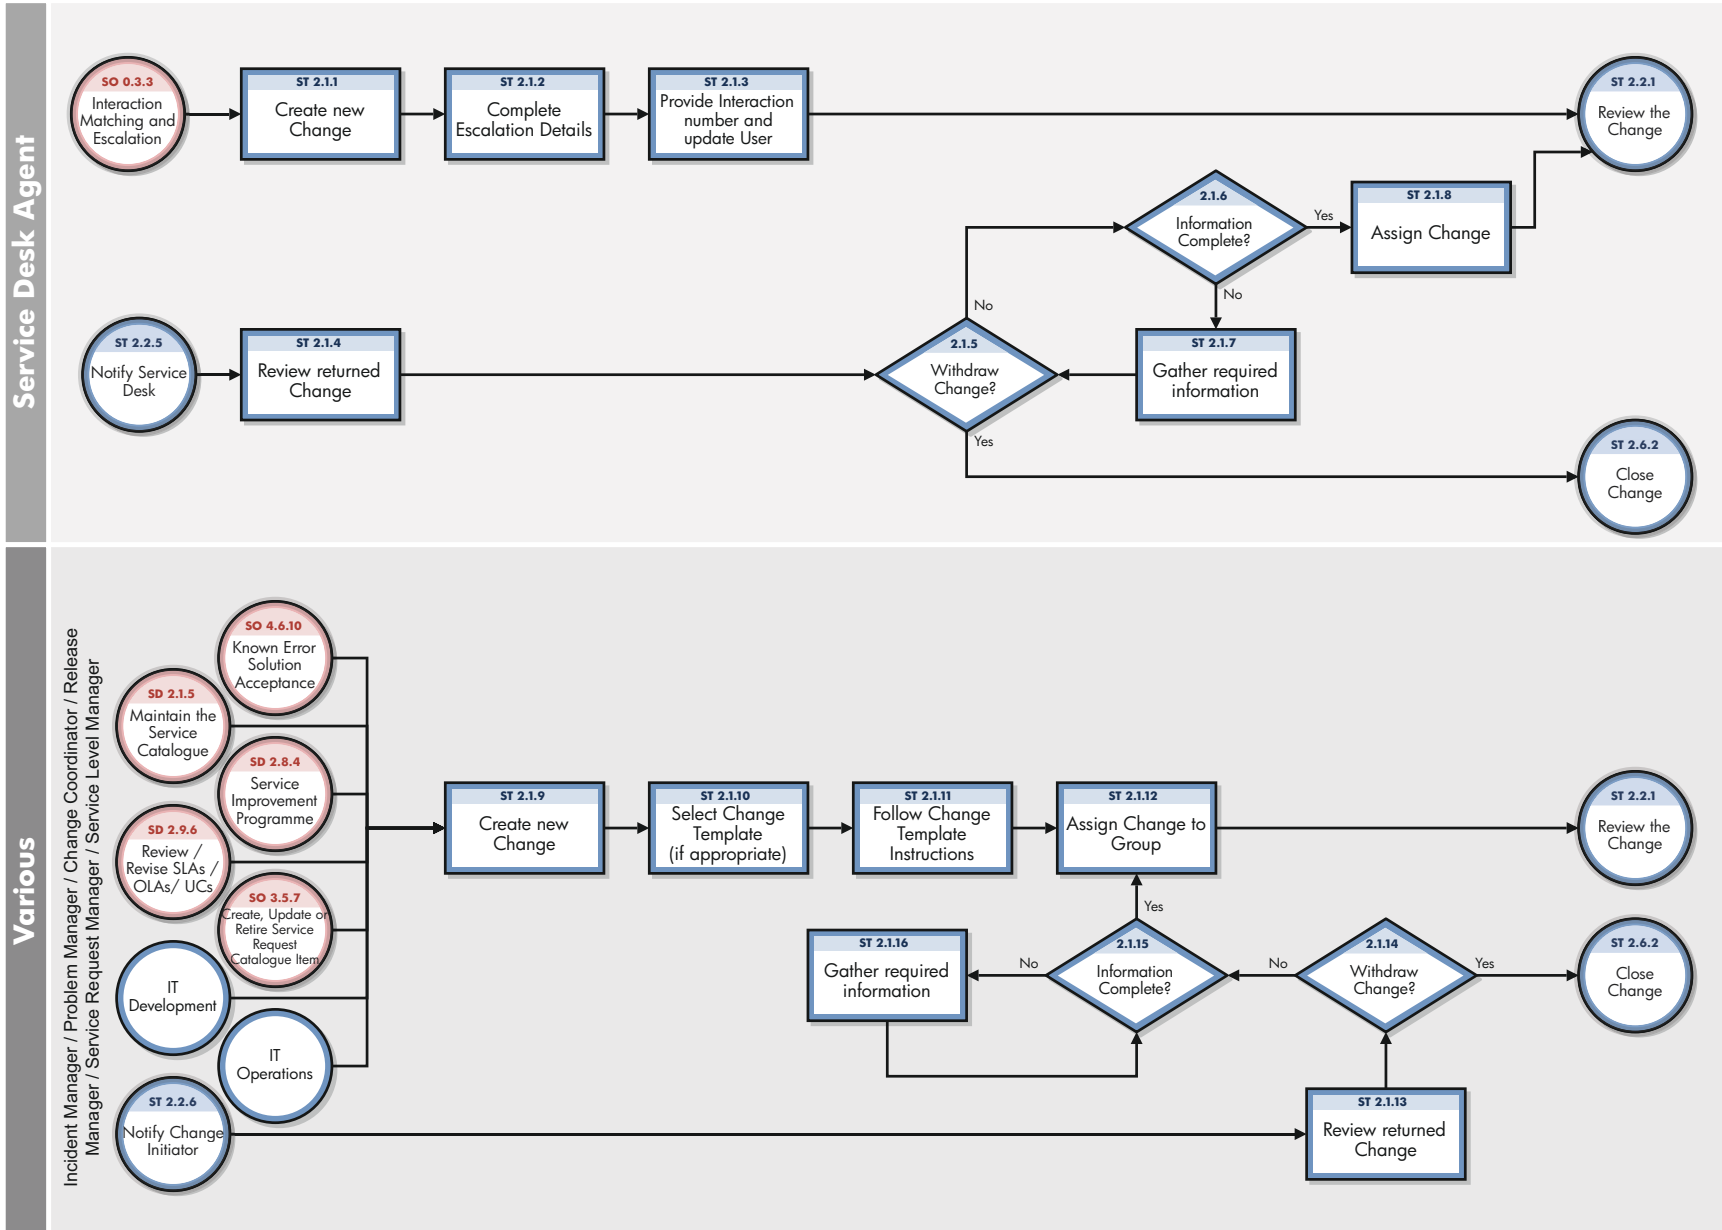 Service Desk Agent
SO 0.3.3
Interaction
Matching and
Escalation
ST 2.1.1
Create new
Change
ST 2.1.2
Complete
Escalation Details
ST 2.1.3
Provide Interaction
number and
update User
ST 2.2.1
Review the
Change
2.1.6
Information
Complete?
Yes
No
ST 2.1.8
Assign Change
ST 2.2.5
Notify Service
Desk
ST 2.1.4
Review returned
Change
No
2.1.5
Withdraw
Change?
Yes
ST 2.1.7
Gather required
information
ST 2.6.2
Close
Change
Various
Incident Manager / Problem Manager / Change Coordinator / Release
Manager / Service Request Manager / Service Level Manager
SO 4.6.10
Known Error
Solution
Acceptance
SD 2.1.5
Maintain the
Service
Catalogue
SD 2.8.4
Service
Improvement
Programme
SD 2.9.6
Review /
Revise SLAs /
OLAs/ UCs
SO 3.5.7
Create, Update or
Retire Service
Request
Catalogue Item
IT
Development
IT
Operations
ST 2.2.6
Notify Change
Initiator
ST 2.1.9
Create new
Change
ST 2.1.10
Select Change
Template
(if appropriate)
ST 2.1.11
Follow Change
Template
Instructions
ST 2.1.12
Assign Change to
Group
ST 2.2.1
Review the
Change
Yes
ST 2.1.16
Gather required
information
No
2.1.15
Information
Complete?
No
2.1.14
Withdraw
Change?
Yes
ST 2.6.2
Close
Change
ST 2.1.13
Review returned
Change